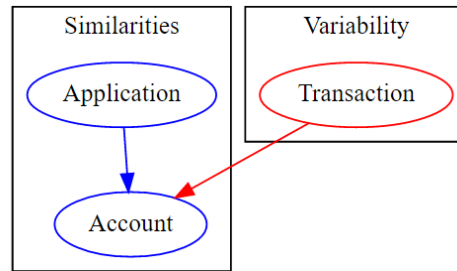 Similarities
Variability
Application
Transaction
Account